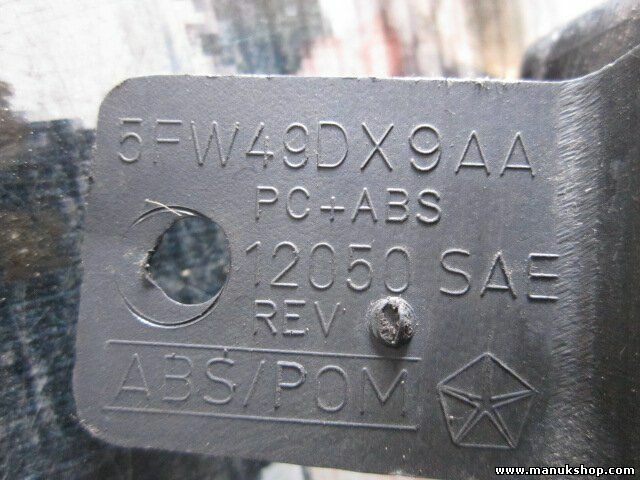 5FW49DX9AA
PC+ABS
12050 SAE
REV
ABS/POM
www.manukshop.com